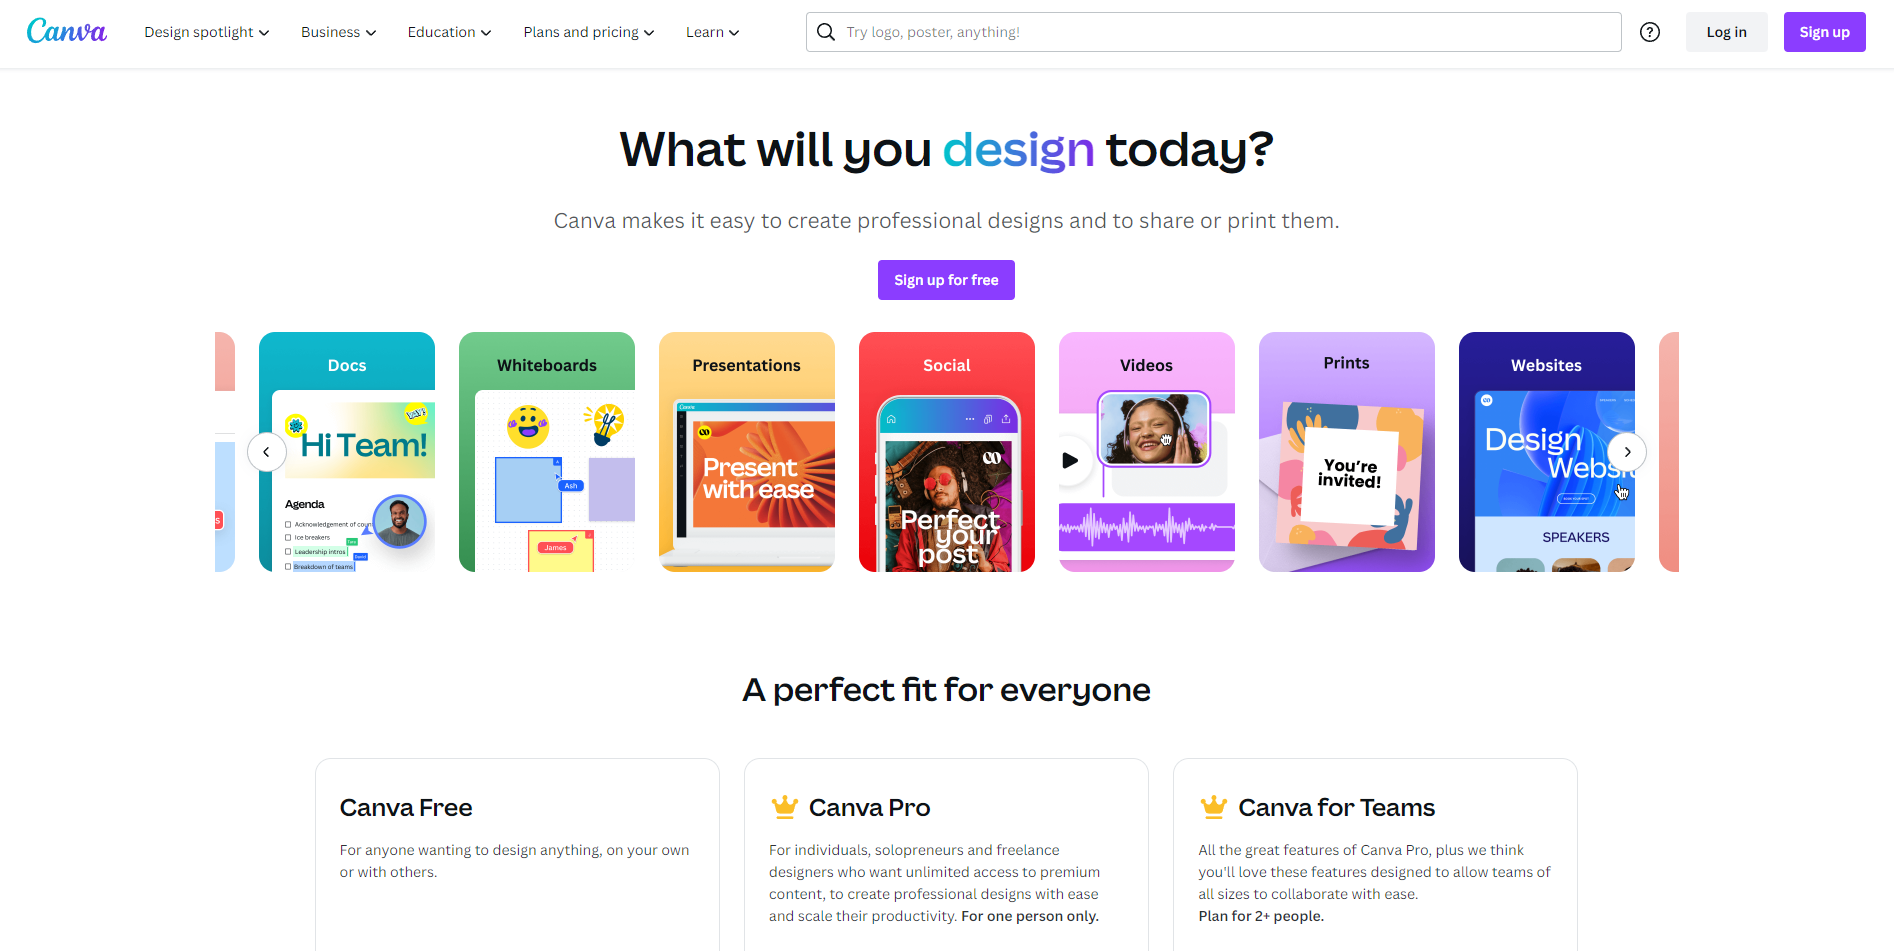 Canva
Design spotlight
Business
Education
Plans and pricing
Learn
Try logo, poster, anything!
?
Log in
Sign up
What will you design today?
Canva makes it easy to create professional designs and to share or print them.
Sign up for free
Docs
Hi Team!
Agenda
Acknowledgement of coun
Ice breakers
Leadership intros
Breakdown of teams
Whiteboards
Ash
James
Presentations
Canva
Present
with ease
Social
Perfect
your
post
Videos
Prints
You're
invited!
Websites
Design
Websi
SPEAKERS
A perfect fit for everyone
Canva Free
For anyone wanting to design anything, on your own
or with others.
Canva Pro
For individuals, solopreneurs and freelance
designers who want unlimited access to premium
content, to create professional designs with ease
and scale their productivity. For one person only.
Canva for Teams
All the great features of Canva Pro, plus we think
you'll love these features designed to allow teams of
all sizes to collaborate with ease.
Plan for 2+ people.